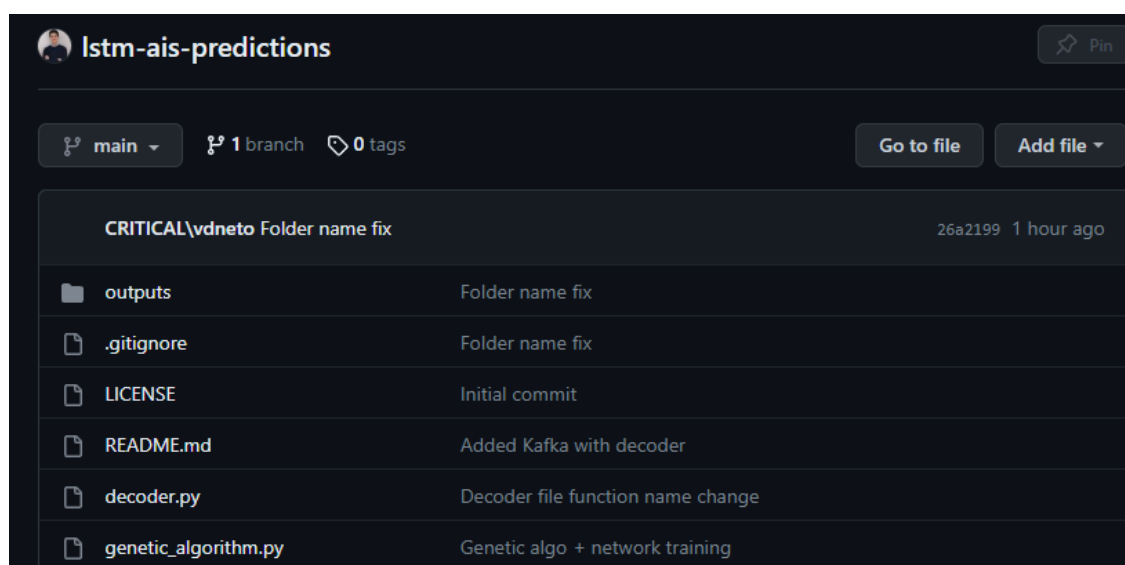 lstm-ais-predictions
Pin
main 1 branch 0 tags Go to file Add file
CRITICAL\vdneto Folder name fix 26a2199 1 hour ago
outputs Folder name fix
.gitignore Folder name fix
LICENSE Initial commit
README.md Added Kafka with decoder
decoder.py Decoder file function name change
genetic_algorithm.py Genetic algo + network training